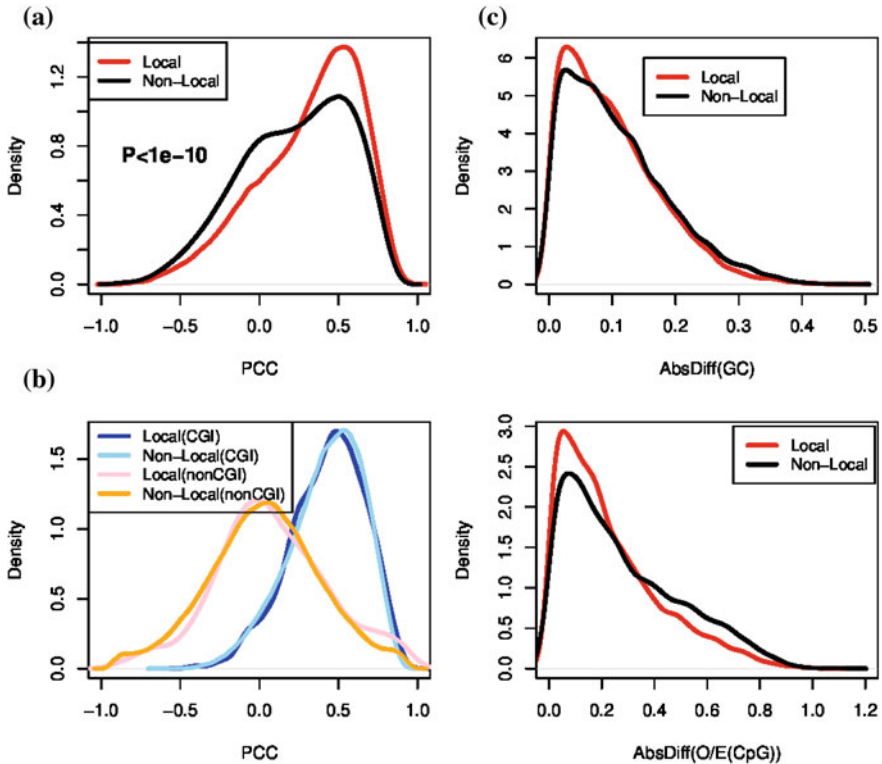 (a)
Local
Non−Local
P<1e−10
Density
0.0 0.4 0.8 1.2
−1.0 −0.5 0.0 0.5 1.0
PCC
(c)
Local
Non−Local
Density
0 1 2 3 4 5 6
0.0 0.1 0.2 0.3 0.4 0.5
AbsDiff(GC)
(b)
Local(CGI)
Non−Local(CGI)
Local(nonCGI)
Non−Local(nonCGI)
Density
0.0 0.5 1.0 1.5
−1.0 −0.5 0.0 0.5 1.0
PCC
Local
Non−Local
Density
0.0 0.5 1.0 1.5 2.0 2.5 3.0
0.0 0.2 0.4 0.6 0.8 1.0 1.2
AbsDiff(O/E(CpG))